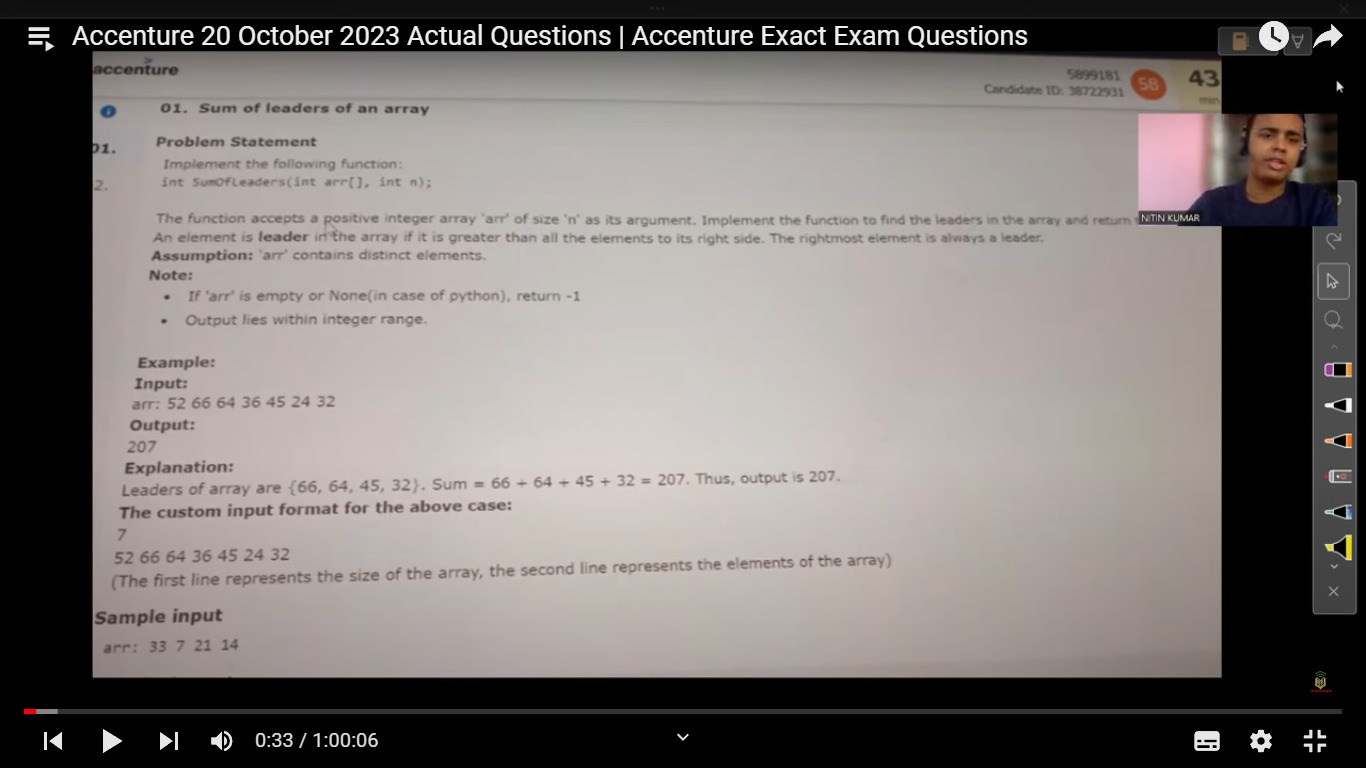 Accenture 20 October 2023 Actual Questions | Accenture Exact Exam Questions
accenture
5899181
Candidate ID: 38722931
58
43
min
01. Sum of leaders of an array
01.
2.
Problem Statement
Implement the following function:
int SumOfLeaders(int arr[], int n);
The function accepts a positive integer array 'arr' of size 'n' as its argument. Implement the function to find the leaders in the array and return
An element is leader in the array if it is greater than all the elements to its right side. The rightmost element is always a leader.
Assumption: 'arr' contains distinct elements.
Note:
• If 'arr' is empty or None(in case of python), return -1
• Output lies within integer range.
Example:
Input:
arr: 52 66 64 36 45 24 32
Output:
207
Explanation:
Leaders of array are {66, 64, 45, 32}. Sum = 66 + 64 + 45 + 32 = 207. Thus, output is 207.
The custom input format for the above case:
7
52 66 64 36 45 24 32
(The first line represents the size of the array, the second line represents the elements of the array)
Sample input
arr: 33 7 21 14
NITIN KUMAR
0:33 / 1:00:06